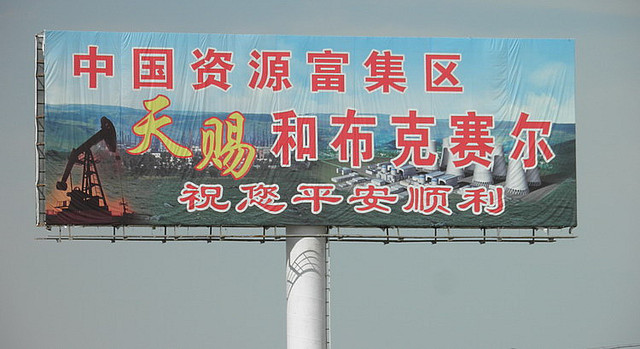 中国资源富集区
天赐和布克赛尔
祝您平安顺利